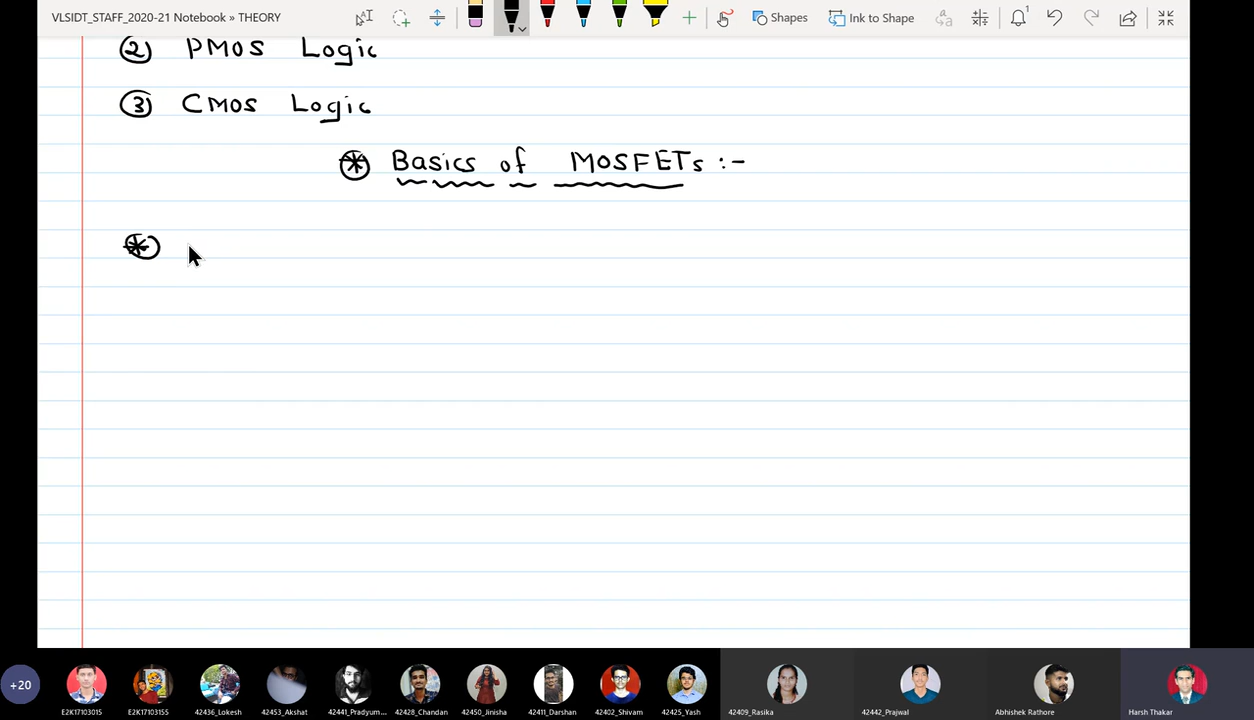 VLSIDT_STAFF_2020-21 Notebook » THEORY
Shapes
Ink to Shape
② PMOS Logic
③ CMOS Logic
⊛ Basics of MOSFETs :-
⊛
+20
E2K17103015
E2K17103155
42436_Lokesh
42453_Akshat
42441_Pradyum...
42428_Chandan
42450_Jinisha
42411_Darshan
42402_Shivam
42425_Yash
42409_Rasika
42442_Prajwal
Abhishek Rathore
Harsh Thakar